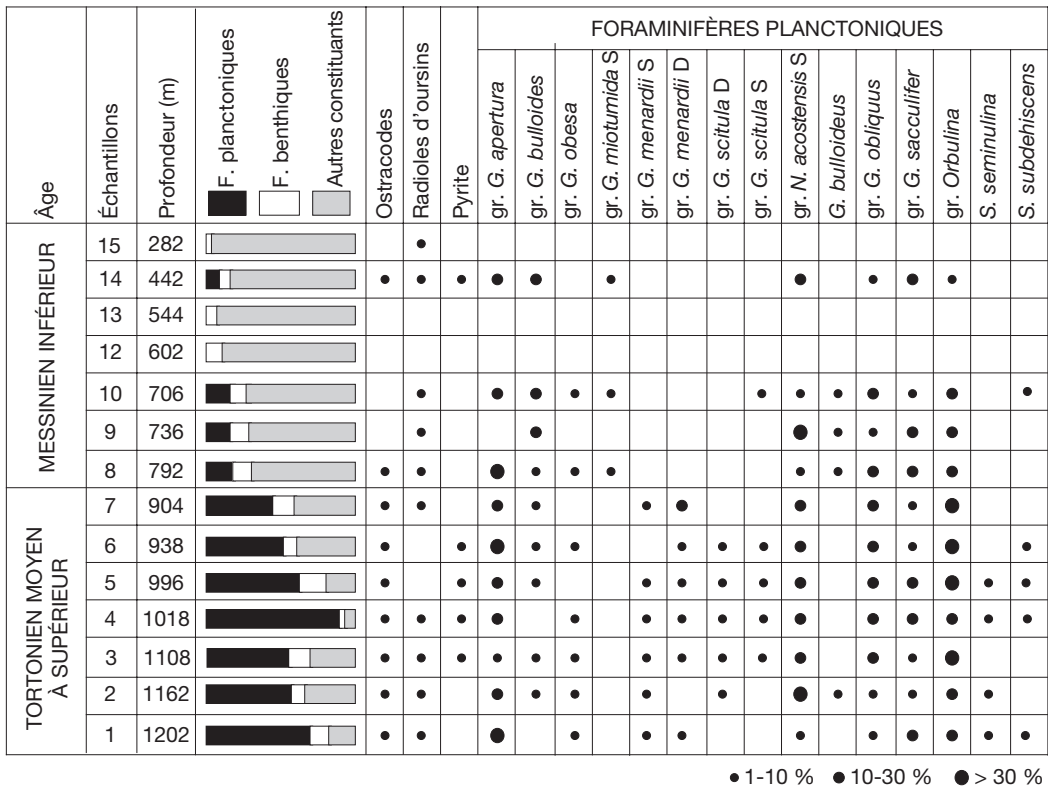 FORAMINIFÈRES PLANCTONIQUES
Âge
Échantillons
Profondeur (m)
F. planctoniques
F. benthiques
Autres constituants
Ostracodes
Radioles d'oursins
Pyrite
gr. G. apertura
gr. G. bulloides
gr. G. obesa
gr. G. miotumida S
gr. G. menardii S
gr. G. menardii D
gr. G. scitula D
gr. G. scitula S
gr. N. acostensis S
G. bulloideus
gr. G. obliquus
gr. G. sacculifer
gr. Orbulina
S. seminulina
S. subdehiscens
MESSINIEN INFÉRIEUR
15 282
14 442
13 544
12 602
10 706
9 736
8 792
TORTONIEN MOYEN
À SUPÉRIEUR
7 904
6 938
5 996
4 1018
3 1108
2 1162
1 1202
1-10 % 10-30 % > 30 %